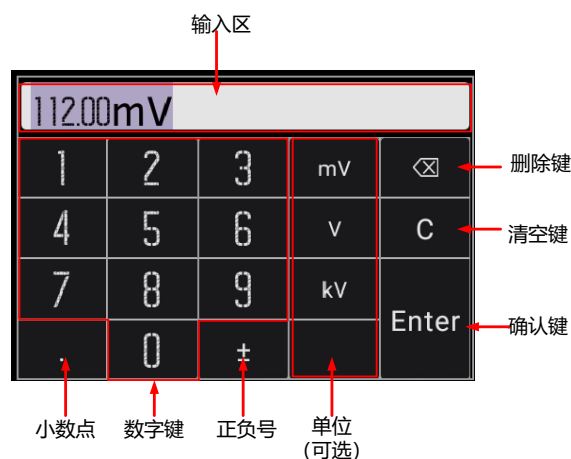 输入区
112.00mV
1 2 3 mV ⌫ 删除键
4 5 6 V C 清空键
7 8 9 kV
Enter 确认键
. 0 ±
小数点 数字键 正负号 单位
(可选)